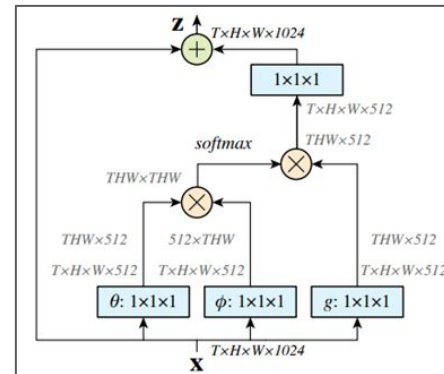 z
T×H×W×1024
+
1×1×1
T×H×W×512
softmax
THW×512
THW×THW
×
×
THW×512
512×THW
THW×512
T×H×W×512
T×H×W×512
T×H×W×512
θ: 1×1×1
ϕ: 1×1×1
g: 1×1×1
x
T×H×W×1024